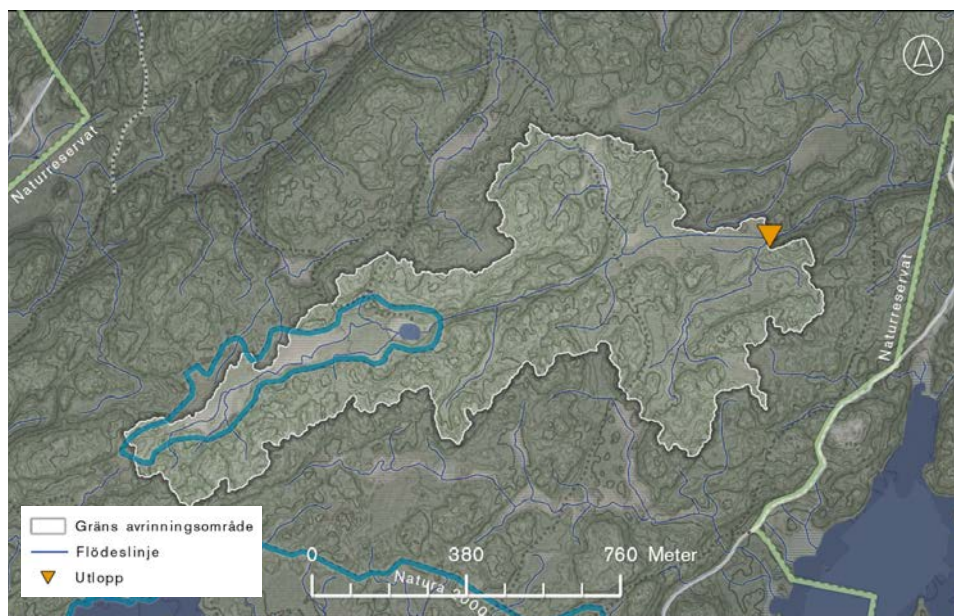 Naturreservat
Naturreservat
Gräns avrinningsområde
Flödeslinje
Utlopp
0 380 760 Meter
Natura 2000